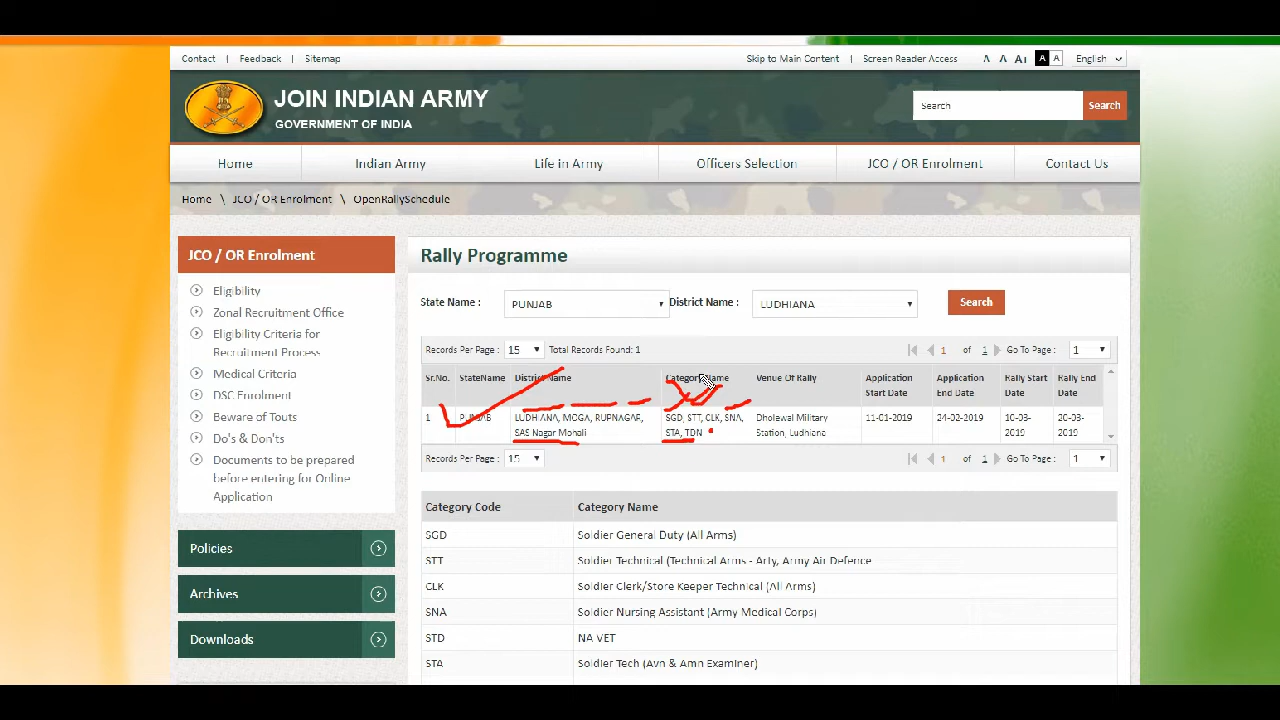 Contact Feedback Sitemap Skip to Main Content Screen Reader Access A A A+ A A English
JOIN INDIAN ARMY
GOVERNMENT OF INDIA
Search Search
Home Indian Army Life in Army Officers Selection JCO / OR Enrolment Contact Us
Home \ JCO / OR Enrolment \ OpenRallySchedule
JCO / OR Enrolment
Eligibility
Zonal Recruitment Office
Eligibility Criteria for
Recruitment Process
Medical Criteria
DSC Enrolment
Beware of Touts
Do's & Don'ts
Documents to be prepared
before entering for Online
Application
Policies
Archives
Downloads
Rally Programme
State Name : PUNJAB District Name : LUDHIANA Search
Records Per Page : 15 Total Records Found: 1 1 of 1 Go To Page : 1
Sr.No. StateName District Name Category Name Venue Of Rally Application Start Date Application End Date Rally Start Date Rally End Date
1 PUNJAB LUDHIANA, MOGA, RUPNAGAR, SGD, STT, CLK, SNA, Dholewal Military 11-01-2019 24-02-2019 10-03- 20-03-
SAS Nagar Mohali STA, TDN Station, Ludhiana 2019 2019
Records Per Page : 15 1 of 1 Go To Page : 1
Category Code Category Name
SGD Soldier General Duty (All Arms)
STT Soldier Technical (Technical Arms - Arty, Army Air Defence
CLK Soldier Clerk/Store Keeper Technical (All Arms)
SNA Soldier Nursing Assistant (Army Medical Corps)
STD NA VET
STA Soldier Tech (Avn & Amn Examiner)